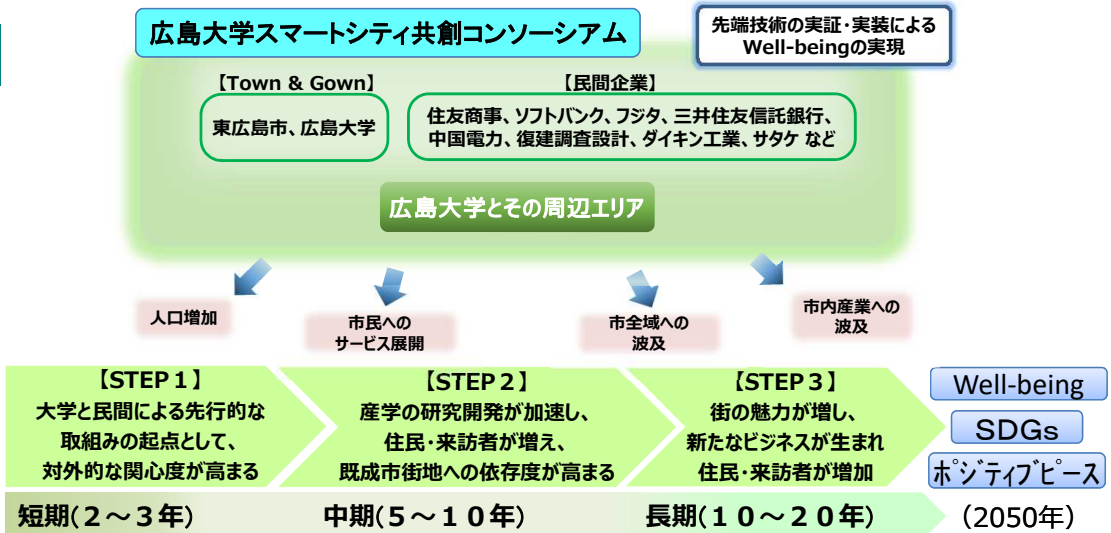 広島大学スマートシティ共創コンソーシアム
先端技術の実証・実装による
Well-beingの実現
【Town & Gown】
東広島市、広島大学
【民間企業】
住友商事、ソフトバンク、フジタ、三井住友信託銀行、
中国電力、復建調査設計、ダイキン工業、サタケ など
広島大学とその周辺エリア
人口増加
市民への
サービス展開
市全域への
波及
市内産業への
波及
【STEP1】
大学と民間による先行的な
取組みの起点として、
対外的な関心度が高まる
【STEP2】
産学の研究開発が加速し、
住民・来訪者が増え、
既成市街地への依存度が高まる
【STEP3】
街の魅力が増し、
新たなビジネスが生まれ
住民・来訪者が増加
Well-being
SDGs
ポジティブピース
短期(2~3年)
中期(5~10年)
長期(10~20年)
(2050年)